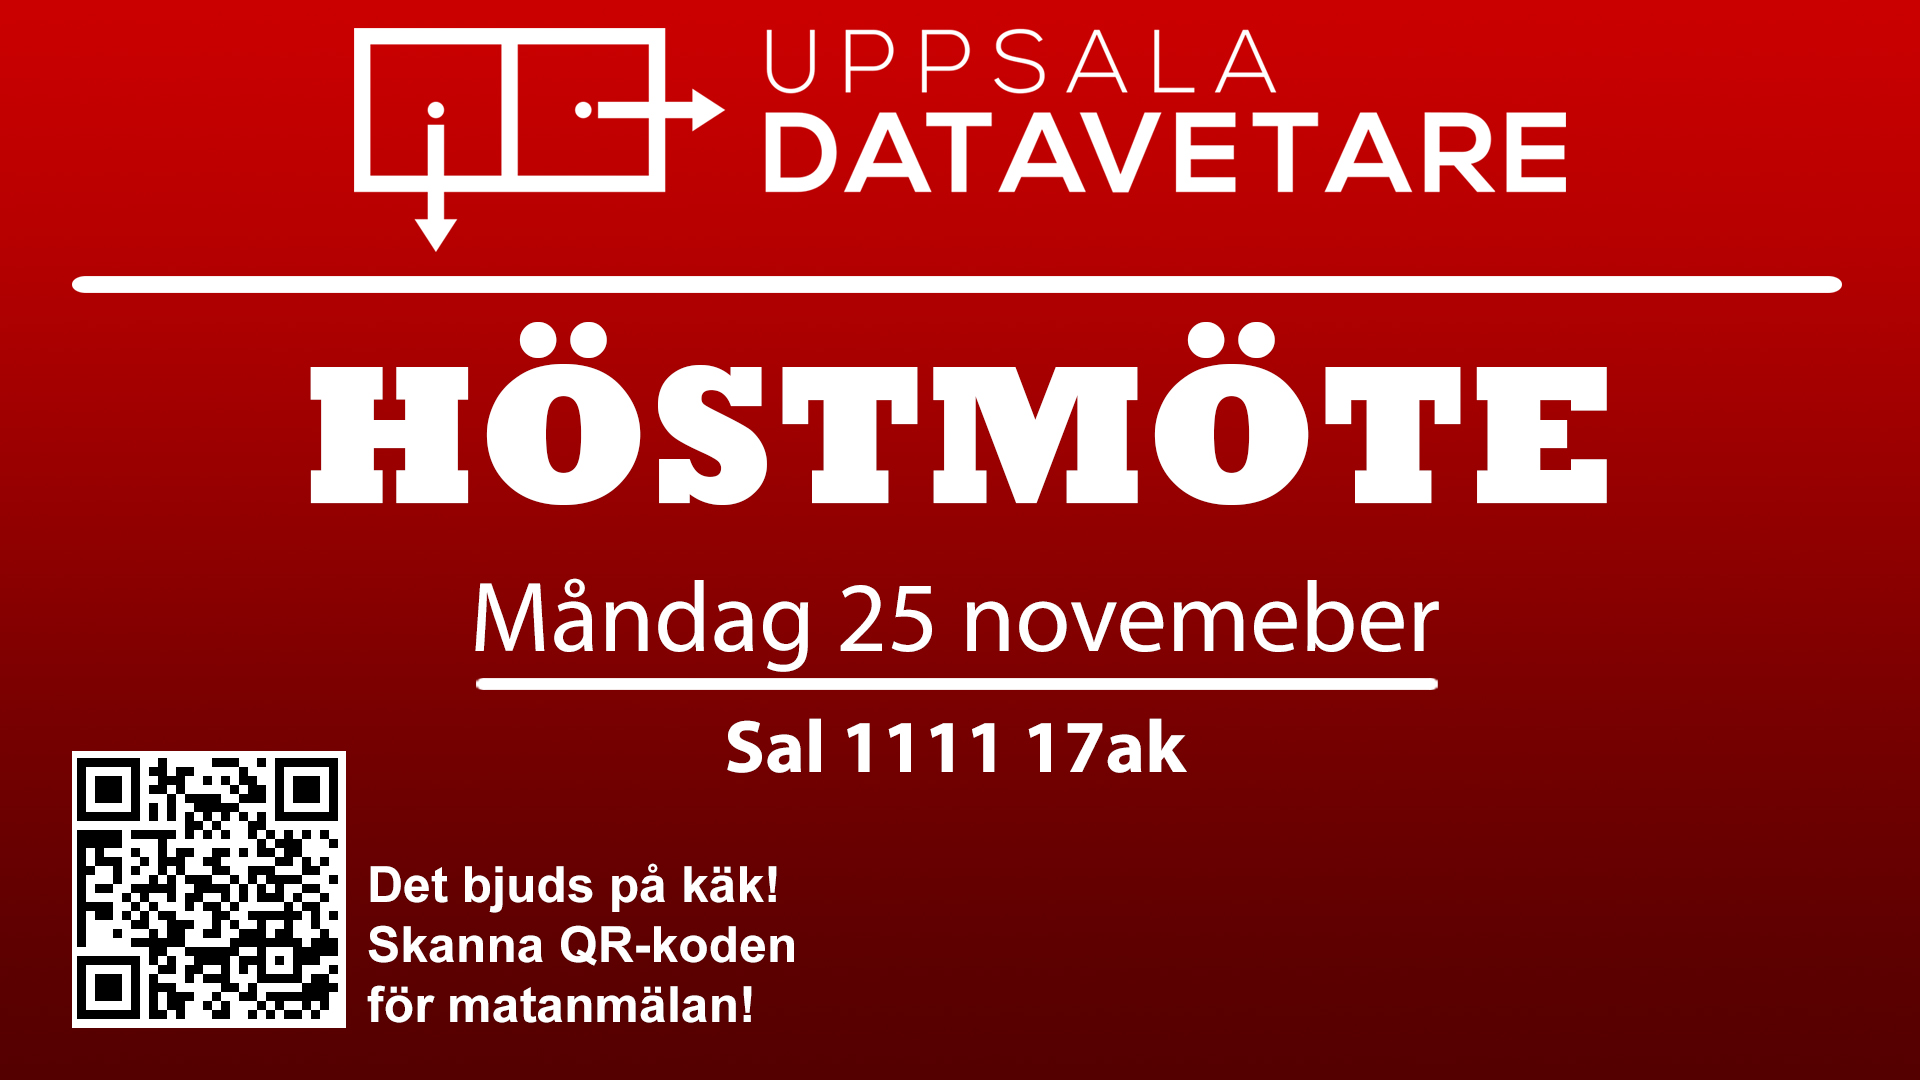 UPPSALA
DATAVETARE
HÖSTMÖTE
Måndag 25 novemeber
Sal 1111 17ak
Det bjuds på käk!
Skanna QR-koden
för matanmälan!